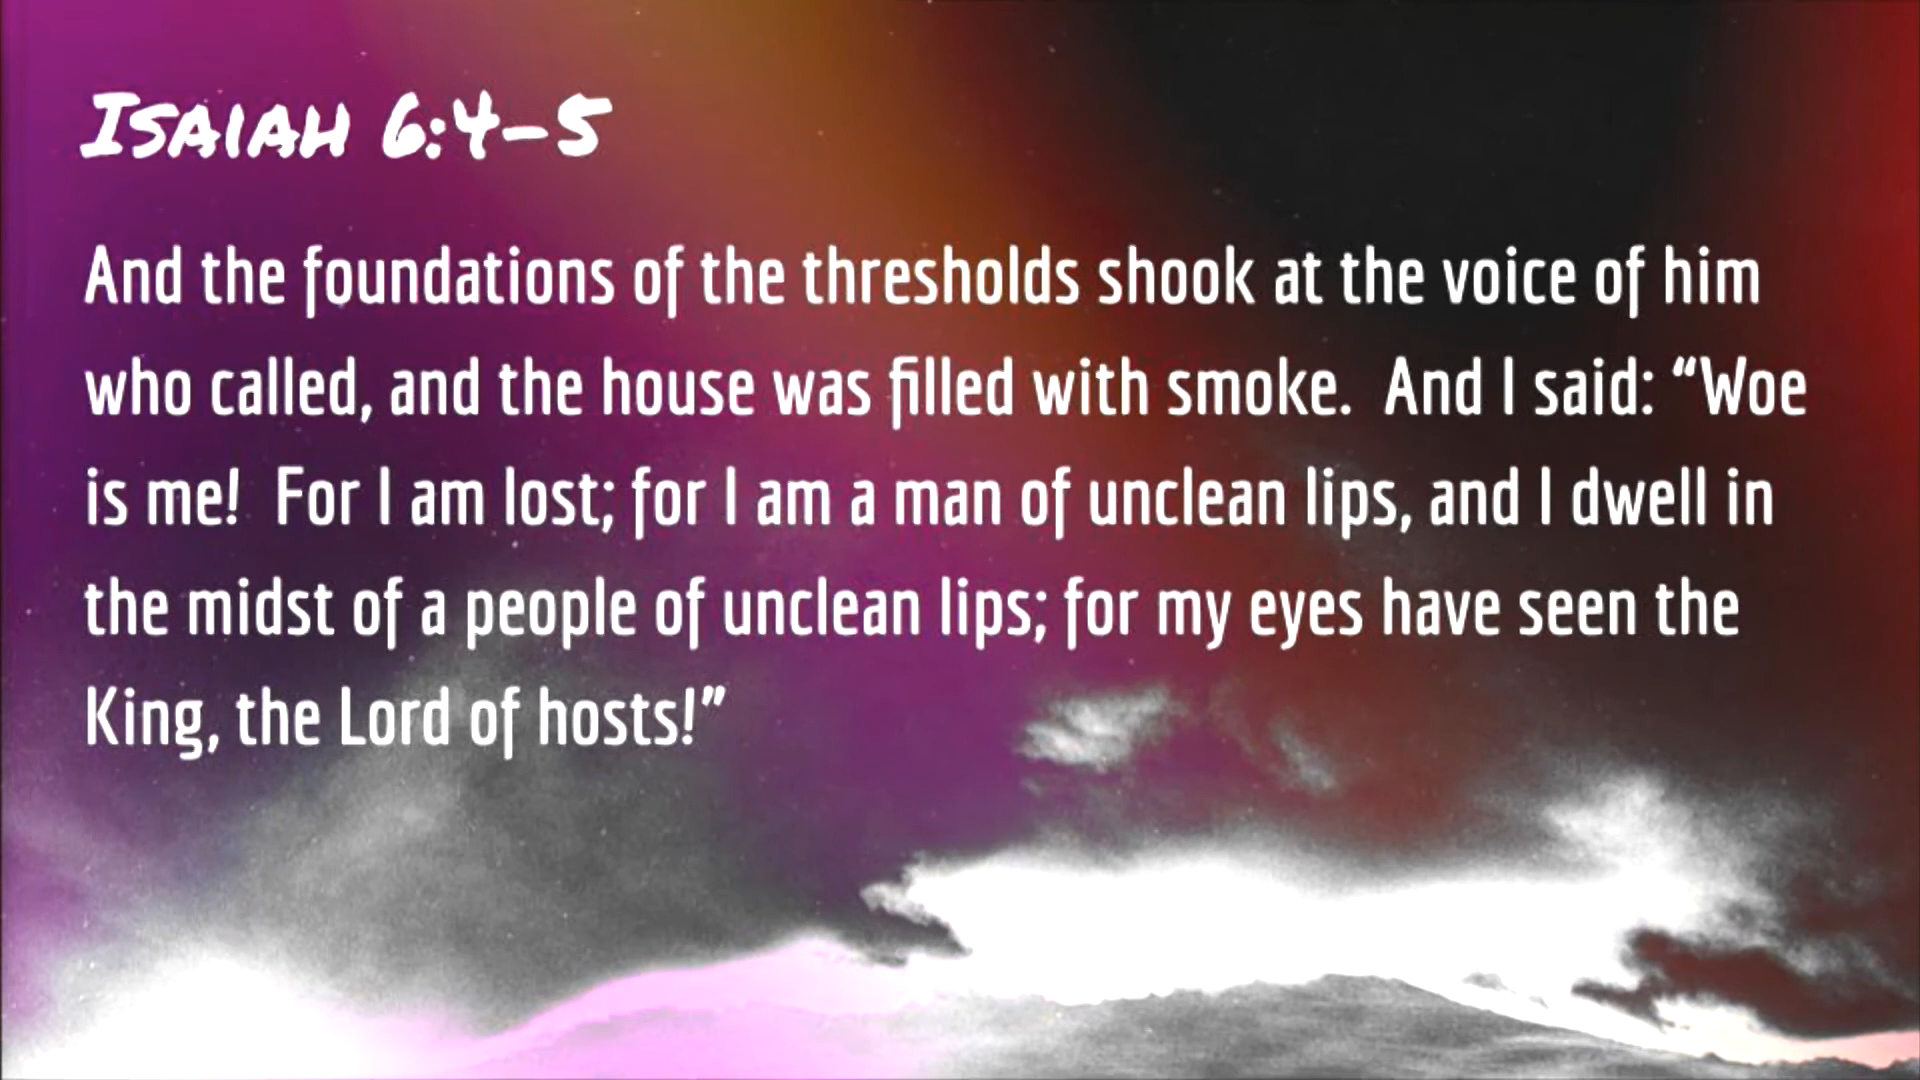 Isaiah 6:4-5
And the foundations of the thresholds shook at the voice of him
who called, and the house was filled with smoke.  And I said: “Woe
is me!  For I am lost; for I am a man of unclean lips, and I dwell in
the midst of a people of unclean lips; for my eyes have seen the
King, the Lord of hosts!”